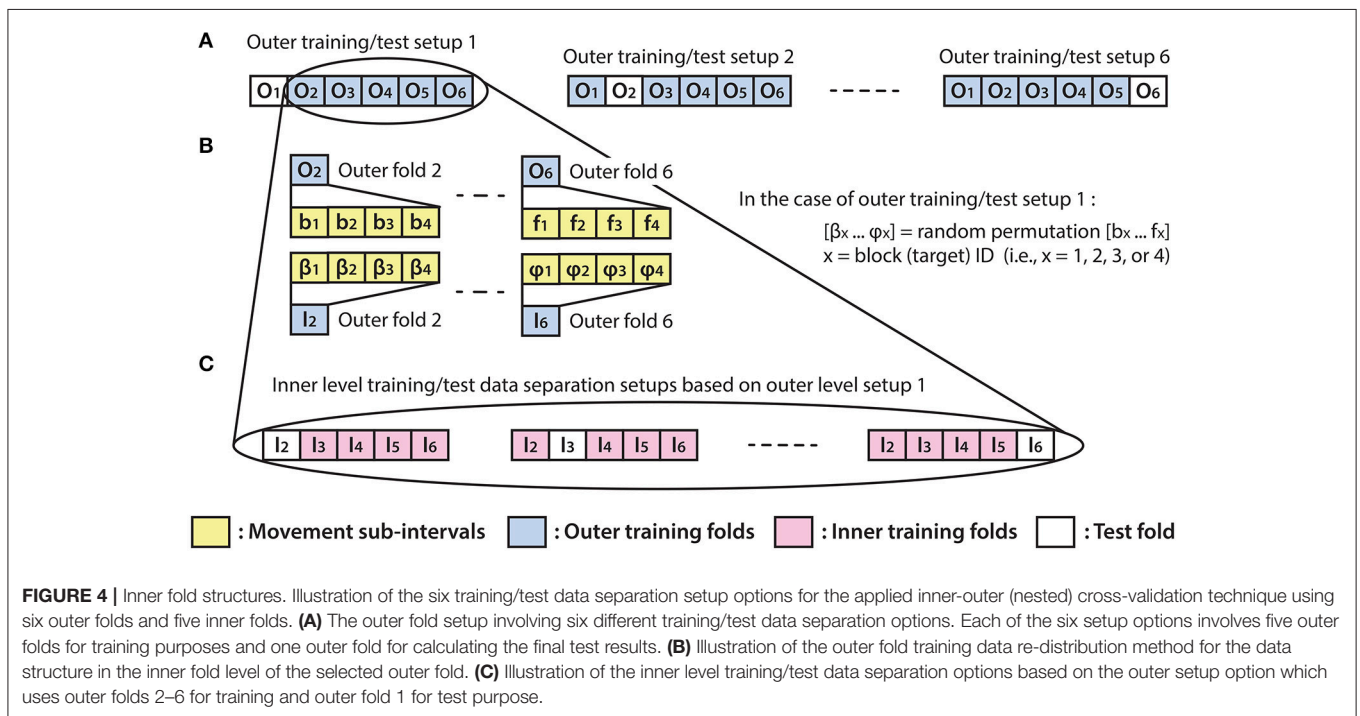 A
Outer training/test setup 1
Outer training/test setup 2
Outer training/test setup 6
O1 O2 O3 O4 O5 O6
O1 O2 O3 O4 O5 O6
O1 O2 O3 O4 O5 O6
B
O2 Outer fold 2
O6 Outer fold 6
b1 b2 b3 b4
f1 f2 f3 f4
β1 β2 β3 β4
φ1 φ2 φ3 φ4
I2 Outer fold 2
I6 Outer fold 6
In the case of outer training/test setup 1 :
[βx ... φx] = random permutation [bx ... fx]
x = block (target) ID (i.e., x = 1, 2, 3, or 4)
C
Inner level training/test data separation setups based on outer level setup 1
I2 I3 I4 I5 I6
I2 I3 I4 I5 I6
I2 I3 I4 I5 I6
: Movement sub-intervals
: Outer training folds
: Inner training folds
: Test fold
FIGURE 4 | Inner fold structures. Illustration of the six training/test data separation setup options for the applied inner-outer (nested) cross-validation technique using
six outer folds and five inner folds. (A) The outer fold setup involving six different training/test data separation options. Each of the six setup options involves five outer
folds for training purposes and one outer fold for calculating the final test results. (B) Illustration of the outer fold training data re-distribution method for the data
structure in the inner fold level of the selected outer fold. (C) Illustration of the inner level training/test data separation options based on the outer setup option which
uses outer folds 2–6 for training and outer fold 1 for test purpose.